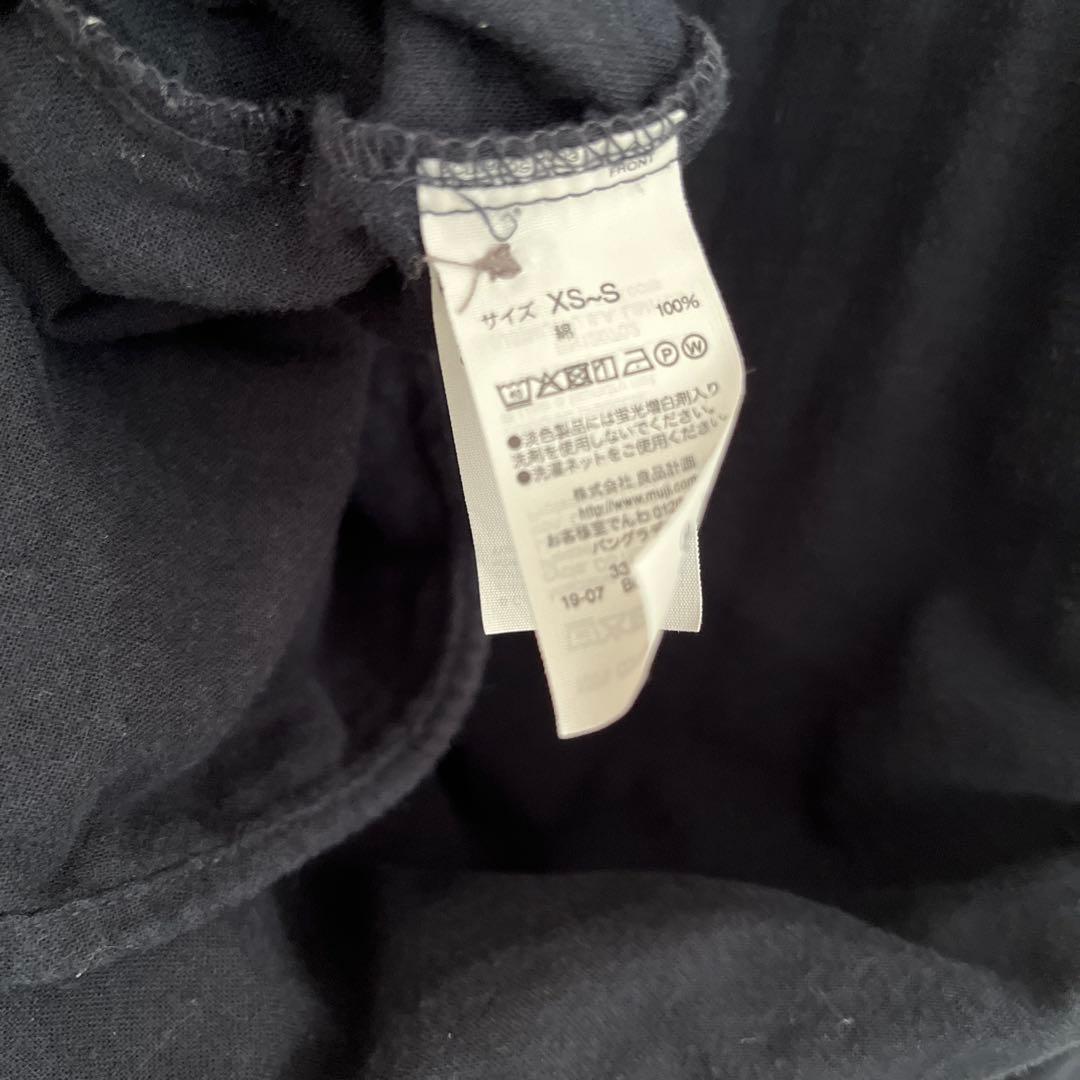 FRONT
サイズ XS~S
綿 100%
40 P W
●淡色製品には蛍光増白剤入り
洗剤を使用しないでください。
●洗濯ネットをご使用ください。
株式会社 良品計画
http://www.muji.com
お客様室でんわ 0120
バングラ
33
19-07